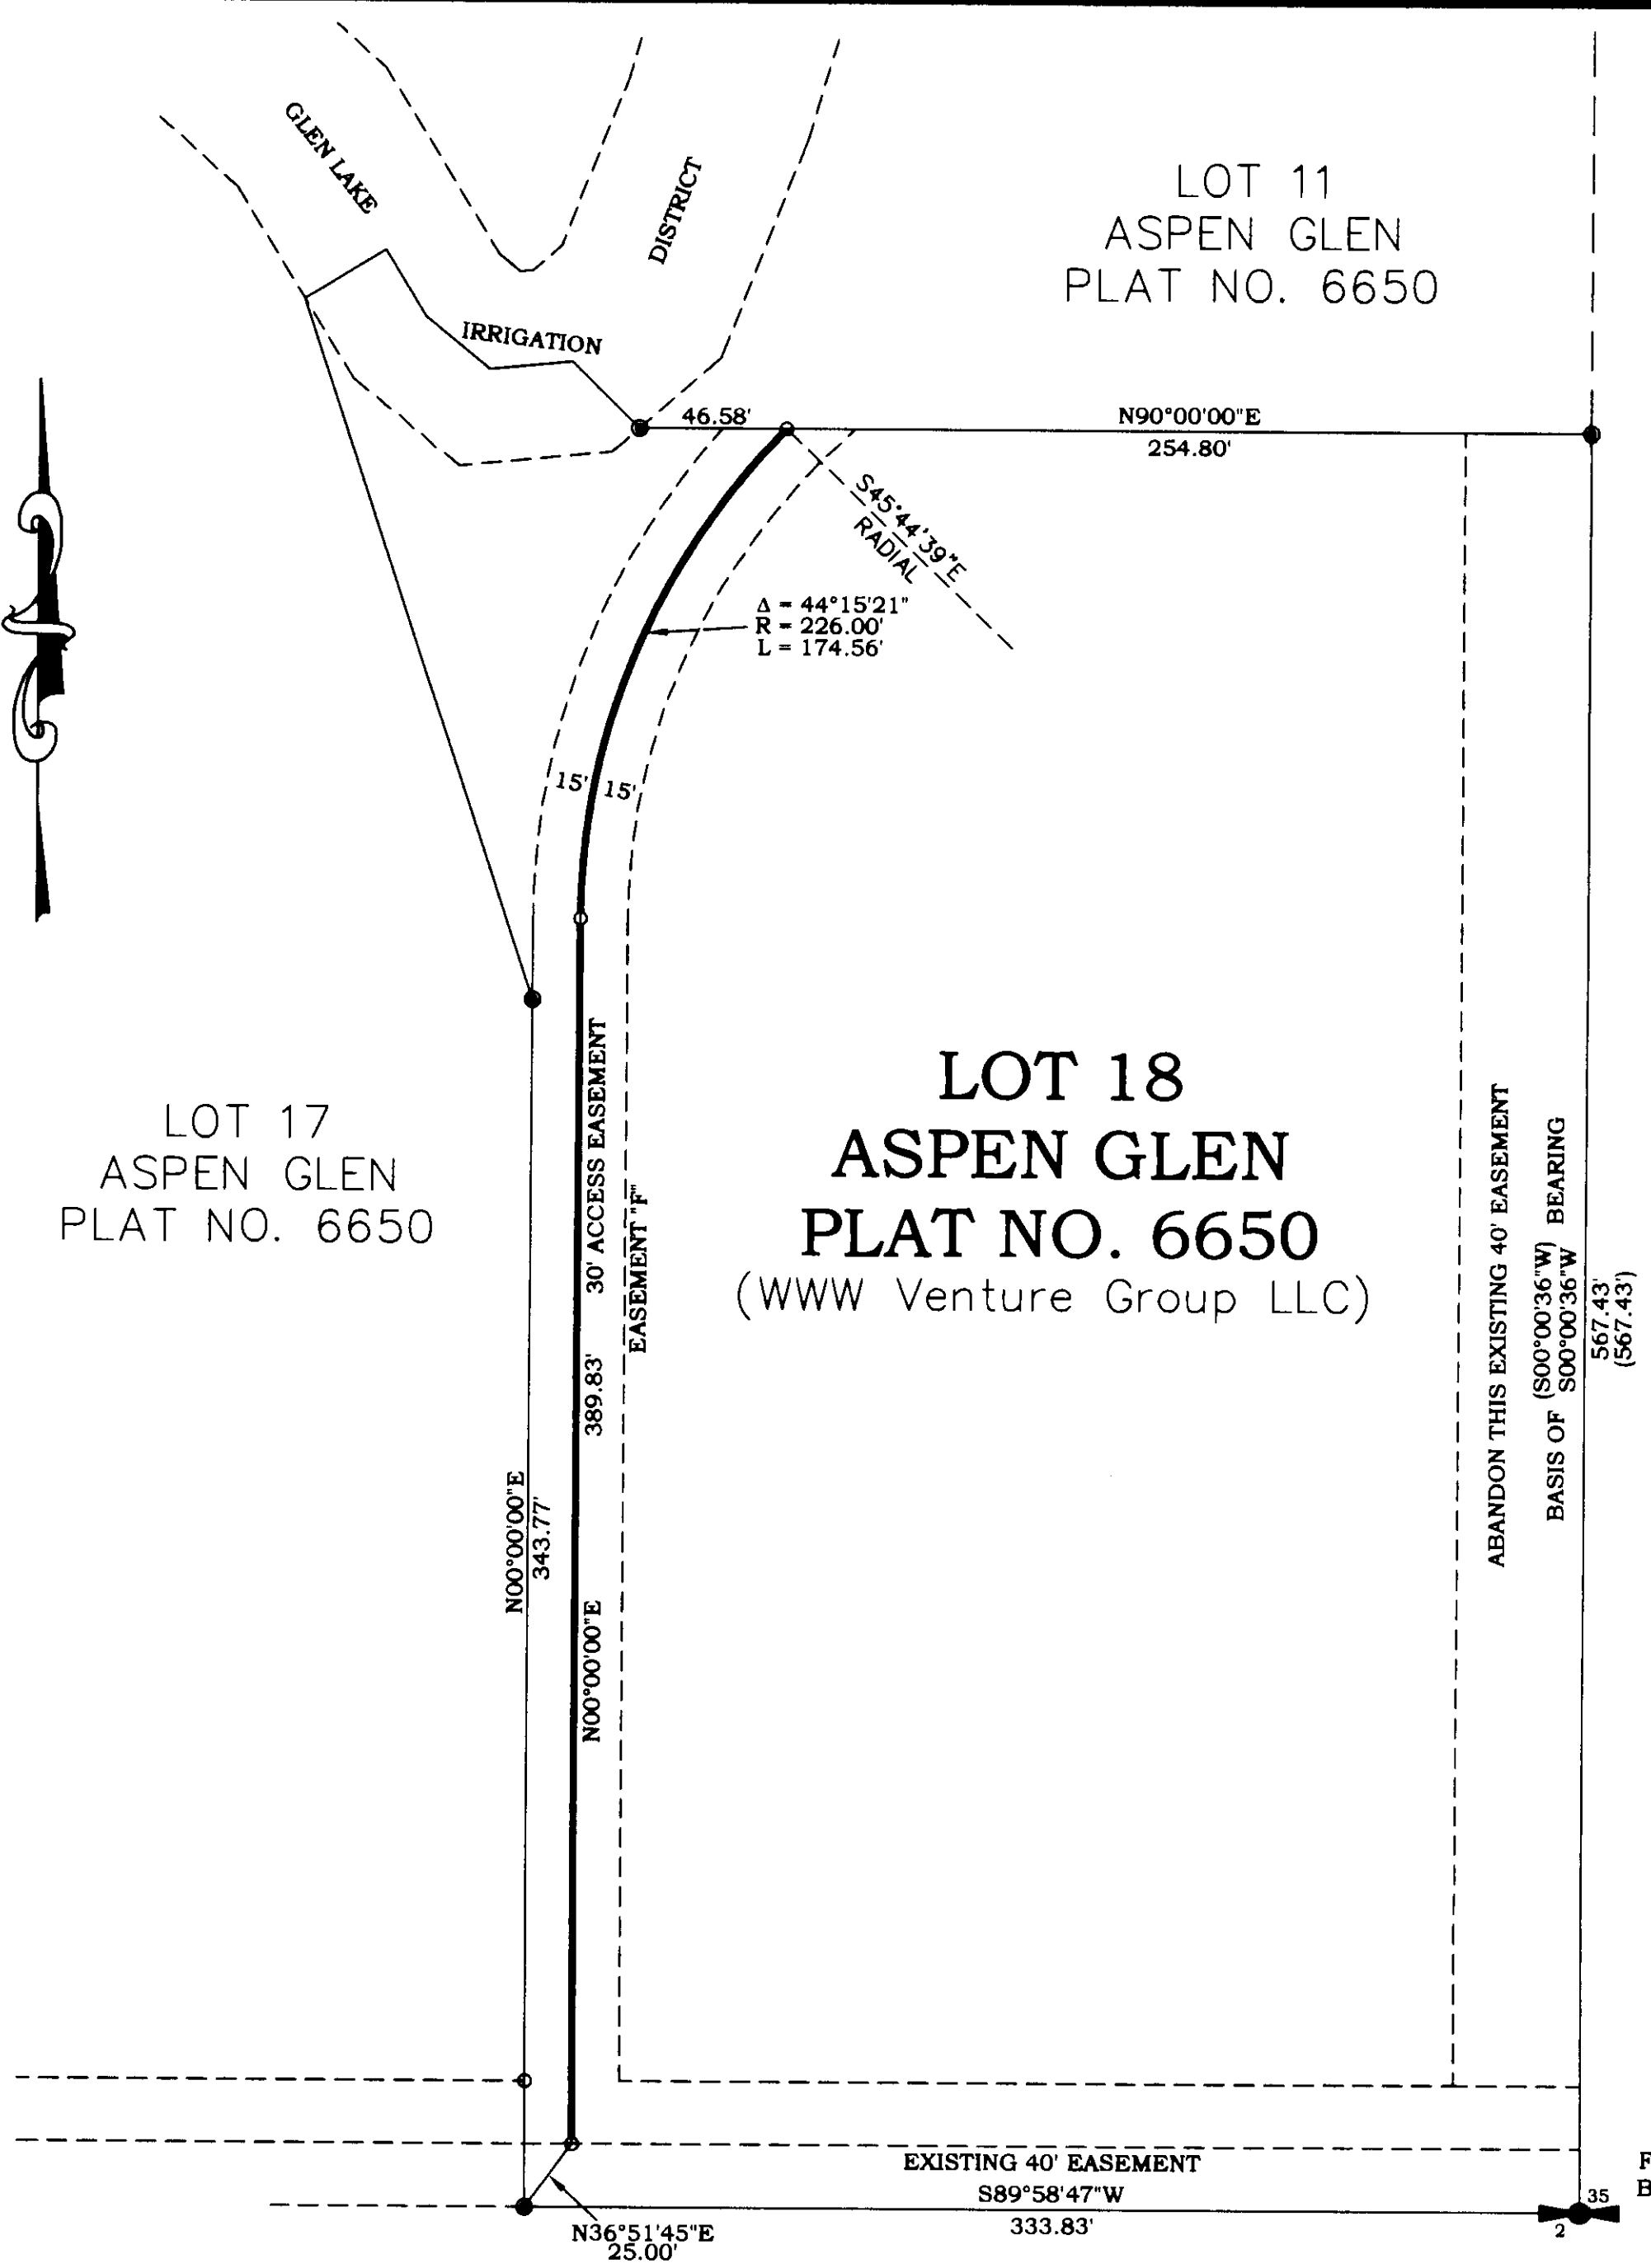 GLEN LAKE
DISTRICT
IRRIGATION
LOT 11
ASPEN GLEN
PLAT NO. 6650
46.58'
N90°00'00"E
254.80'
S45°44'39"E
RADIAL
Δ = 44°15'21"
R = 226.00'
L = 174.56'
15'
15'
LOT 17
ASPEN GLEN
PLAT NO. 6650
30' ACCESS EASEMENT
EASEMENT "F"
389.83'
N00°00'00"E
N00°00'00"E
343.77'
LOT 18
ASPEN GLEN
PLAT NO. 6650
(WWW Venture Group LLC)
ABANDON THIS EXISTING 40' EASEMENT
BASIS OF (S00°00'36"W) BEARING
S00°00'36"W
567.43'
(567.43')
EXISTING 40' EASEMENT
S89°58'47"W
333.83'
N36°51'45"E
25.00'
35
2
F
B